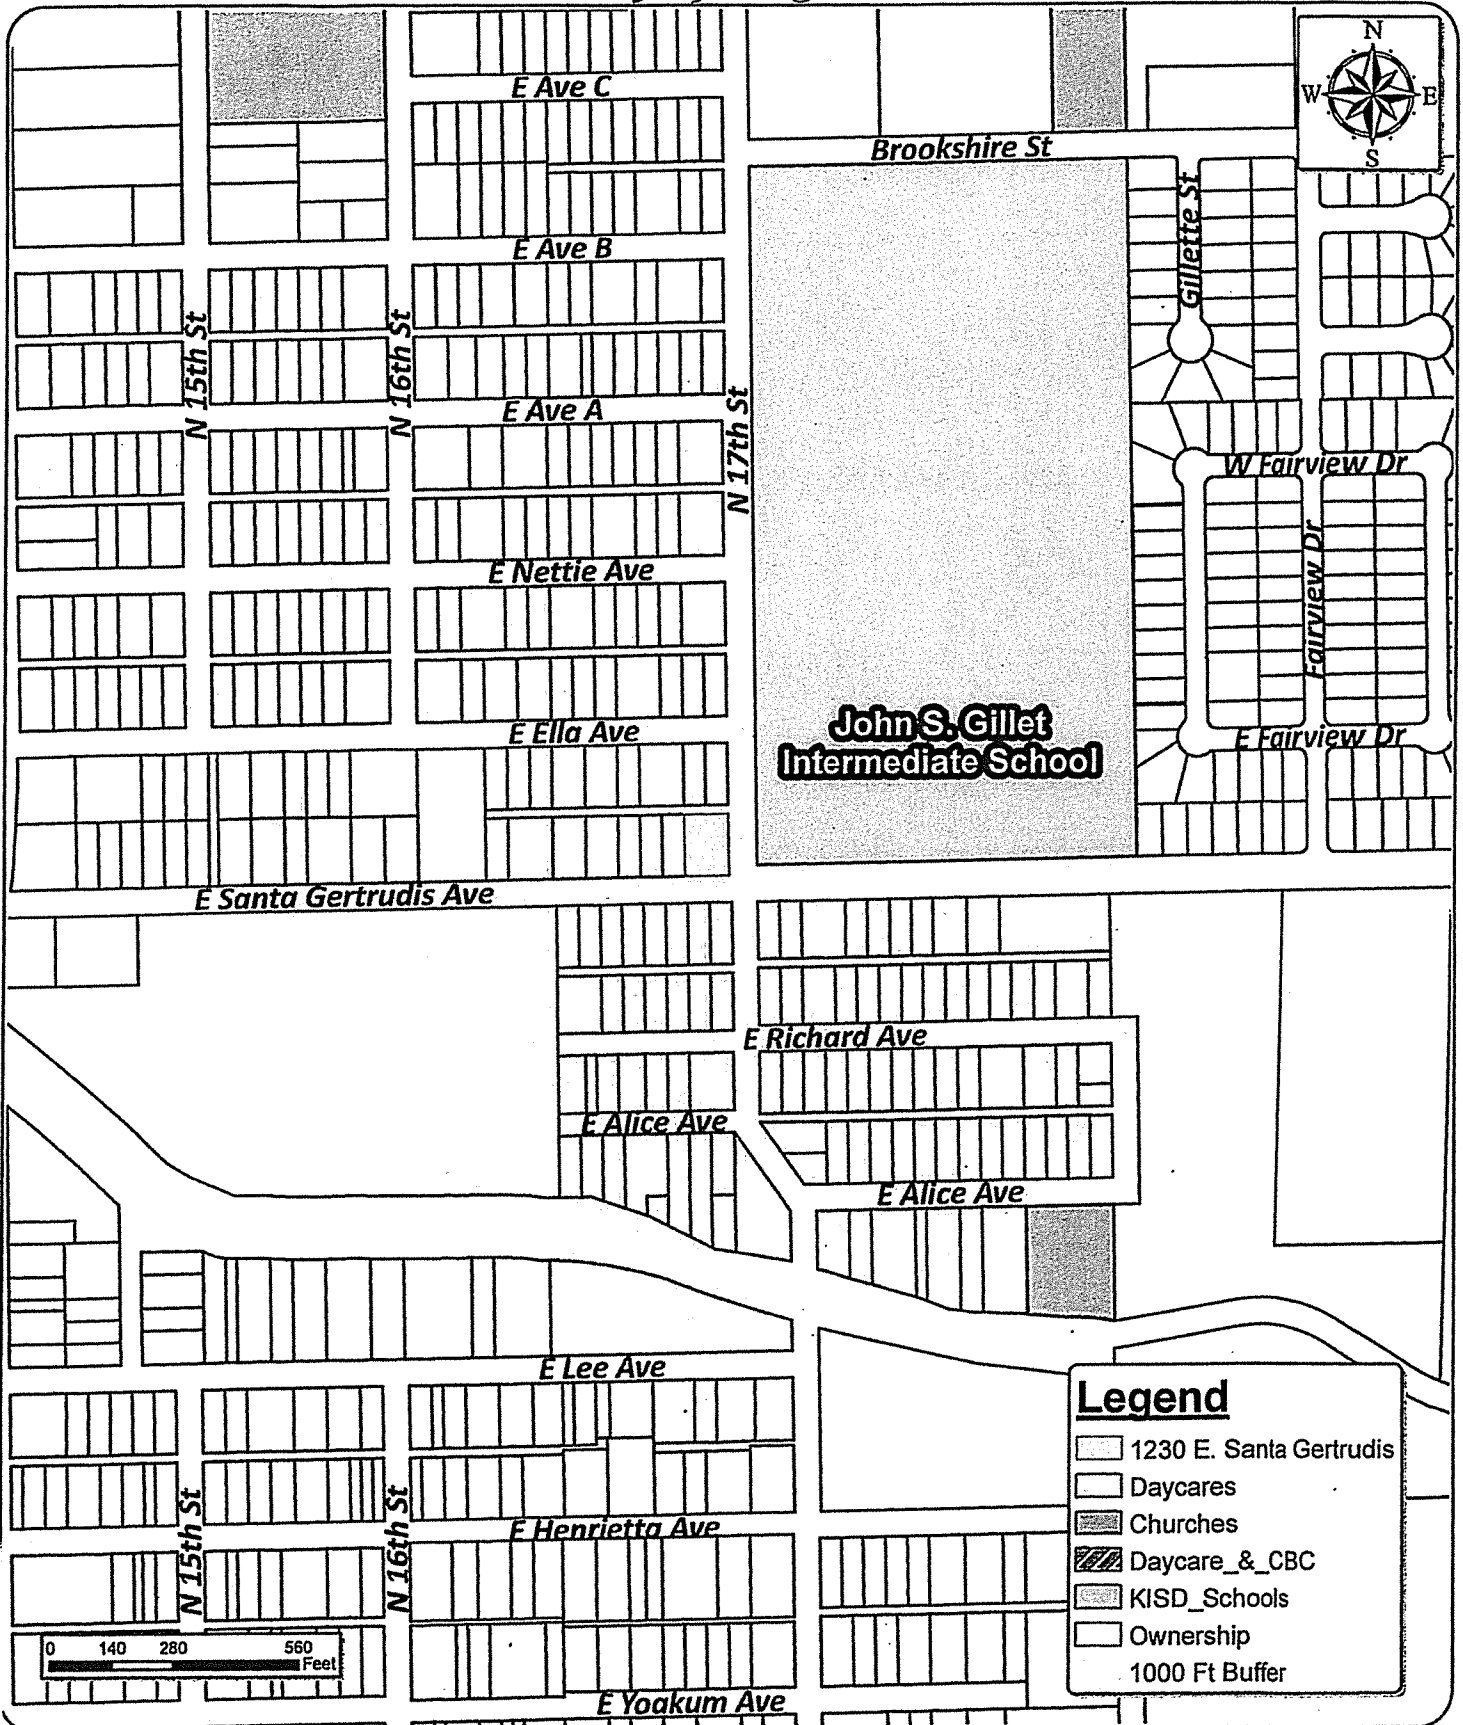 N
W E
S
E Ave C
Brookshire St
Gillette St
E Ave B
N 15th St
N 16th St
E Ave A
N 17th St
W Fairview Dr
E Nettie Ave
Fairview Dr
E Ella Ave
John S. Gillet
Intermediate School
E Fairview Dr
E Santa Gertrudis Ave
E Richard Ave
E Alice Ave
E Alice Ave
E Lee Ave
N 15th St
N 16th St
E Henrietta Ave
E Yoakum Ave
0 140 280 560
Feet
Legend
1230 E. Santa Gertrudis
Daycares
Churches
Daycare_&_CBC
KISD_Schools
Ownership
1000 Ft Buffer